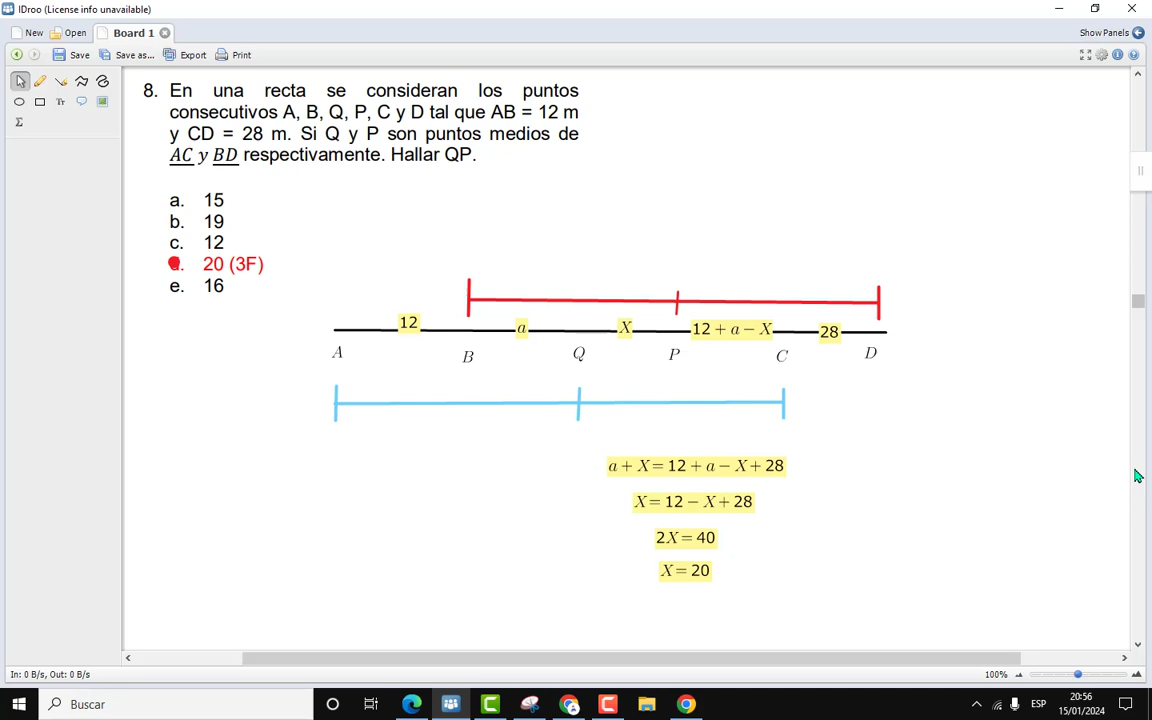 IDroo (License info unavailable)
New Open Board 1 Show Panels
Save Save as... Export Print
8. En una recta se consideran los puntos
consecutivos A, B, Q, P, C y D tal que AB = 12 m
y CD = 28 m. Si Q y P son puntos medios de
AC y BD respectivamente. Hallar QP.
a. 15
b. 19
c. 12
d. 20 (3F)
e. 16
12 a X 12 + a − X 28
A B Q P C D
a + X = 12 + a − X + 28
X = 12 − X + 28
2X = 40
X = 20
In: 0 B/s, Out: 0 B/s 100%
Buscar ESP 20:56
15/01/2024